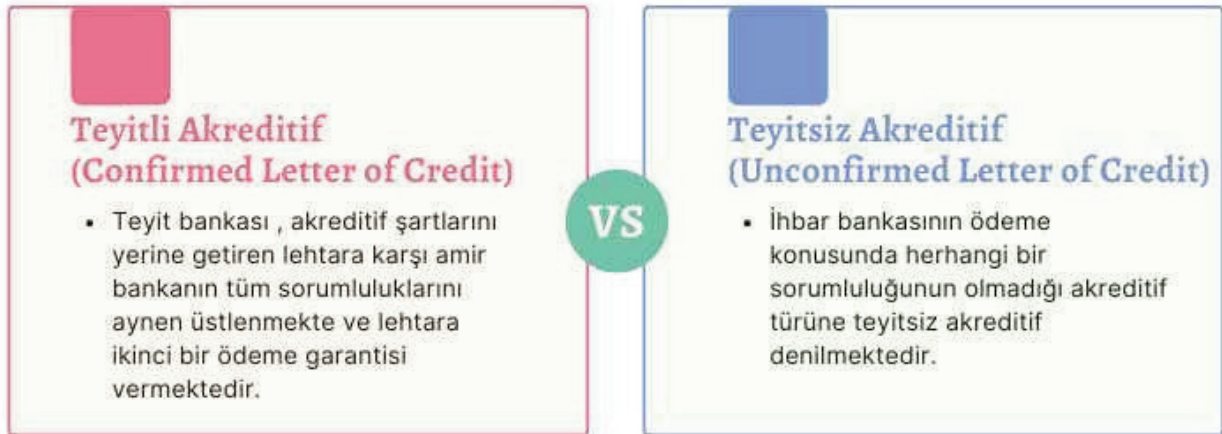 Teyitli Akreditif
(Confirmed Letter of Credit)
• Teyit bankası , akreditif şartlarını
yerine getiren lehtara karşı amir
bankanın tüm sorumluluklarını
aynen üstlenmekte ve lehtara
ikinci bir ödeme garantisi
vermektedir.
VS
Teyitsiz Akreditif
(Unconfirmed Letter of Credit)
• İhbar bankasının ödeme
konusunda herhangi bir
sorumluluğunun olmadığı akreditif
türüne teyitsiz akreditif
denilmektedir.